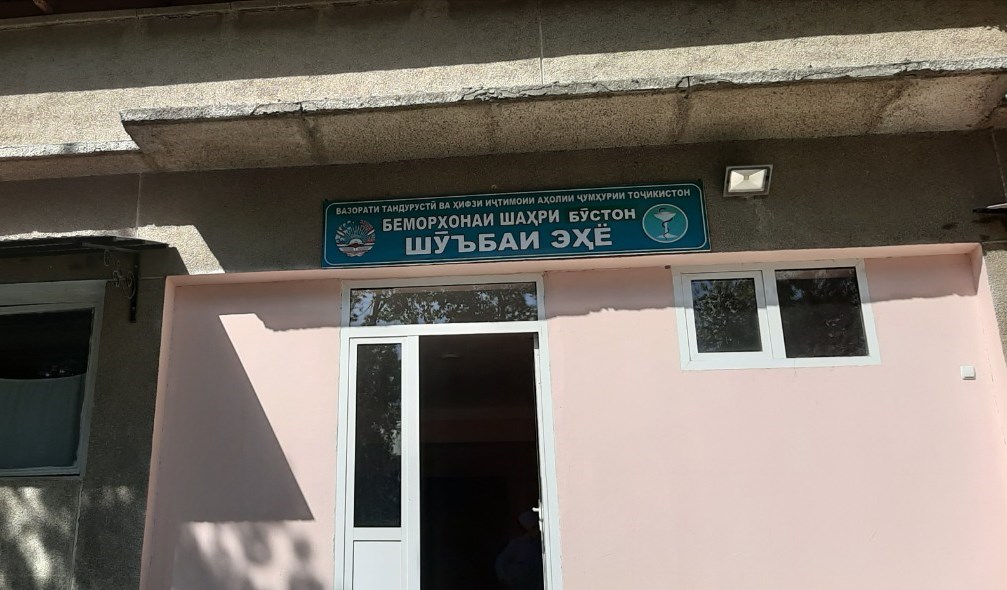 ВАЗОРАТИ ТАНДУРУСТӢ ВА ҲИФЗИ ИҶТИМОИИ АҲОЛИИ ҶУМҲУРИИ ТОҶИКИСТОН
БЕМОРХОНАИ ШАҲРИ БӮСТОН
ШӮЪБАИ ЭҲЁ